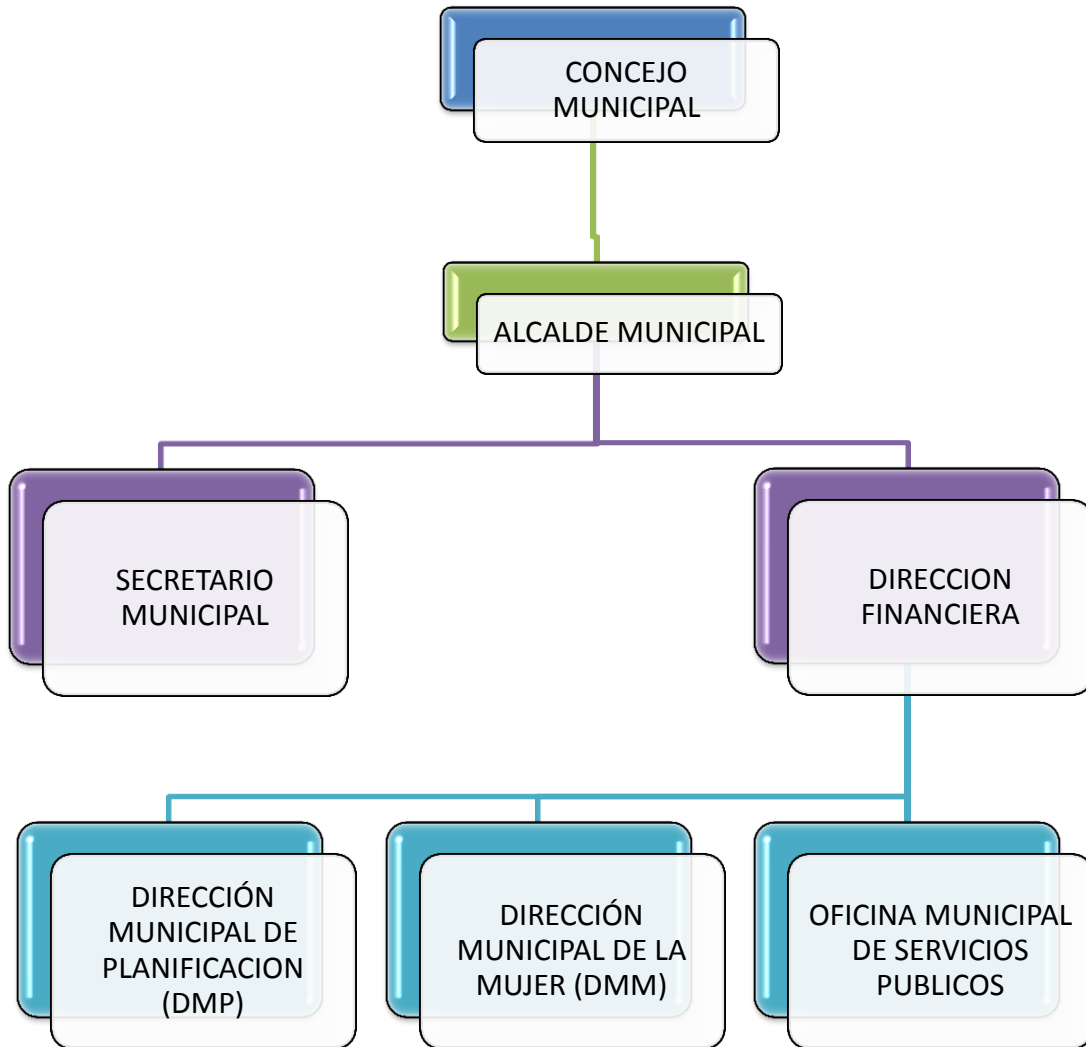 CONCEJO
MUNICIPAL
ALCALDE MUNICIPAL
SECRETARIO
MUNICIPAL
DIRECCION
FINANCIERA
DIRECCIÓN
MUNICIPAL DE
PLANIFICACION
(DMP)
DIRECCIÓN
MUNICIPAL DE LA
MUJER (DMM)
OFICINA MUNICIPAL
DE SERVICIOS
PUBLICOS